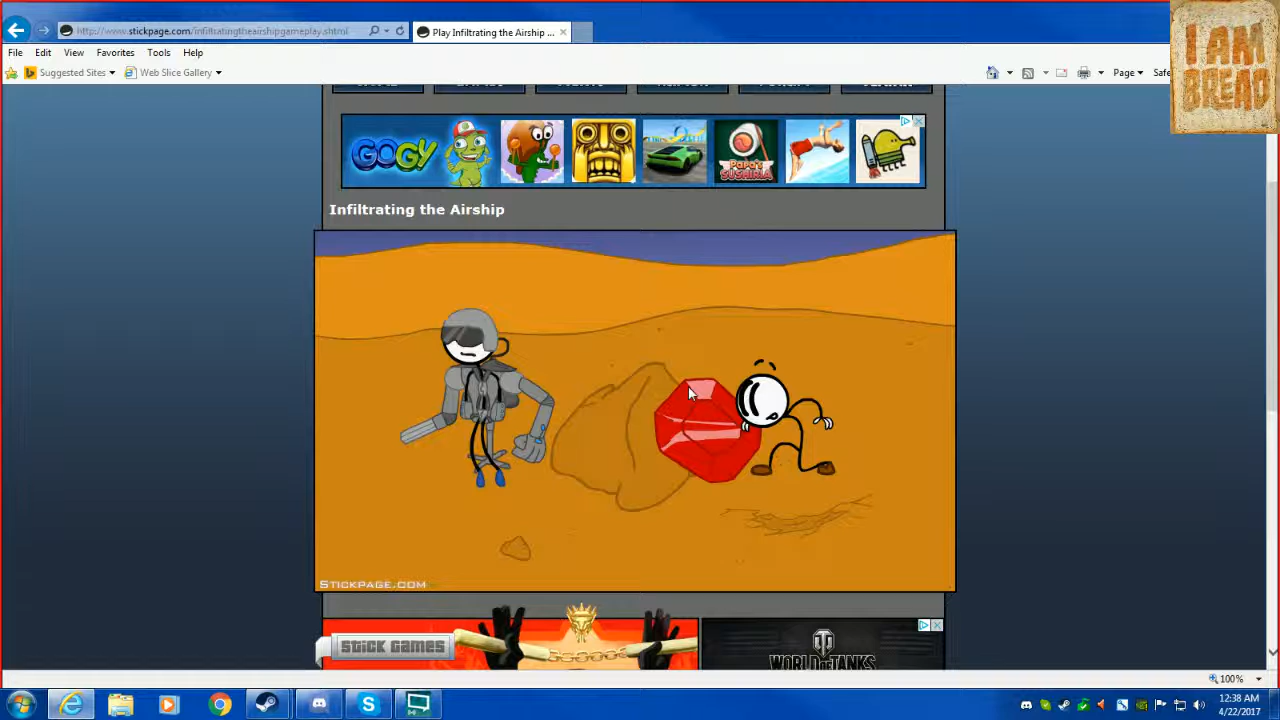 http://www.stickpage.com/infiltratingtheairshipgameplay.shtml
Play Infiltrating the Airship ...
File Edit View Favorites Tools Help
Suggested Sites Web Slice Gallery Page Safe
I AM
BREAD
GOGY
PAPA'S
SUSHIRIA
Infiltrating the Airship
STICKPAGE.COM
STICK GAMES
WORLD OF TANKS
100%
12:38 AM
4/22/2017